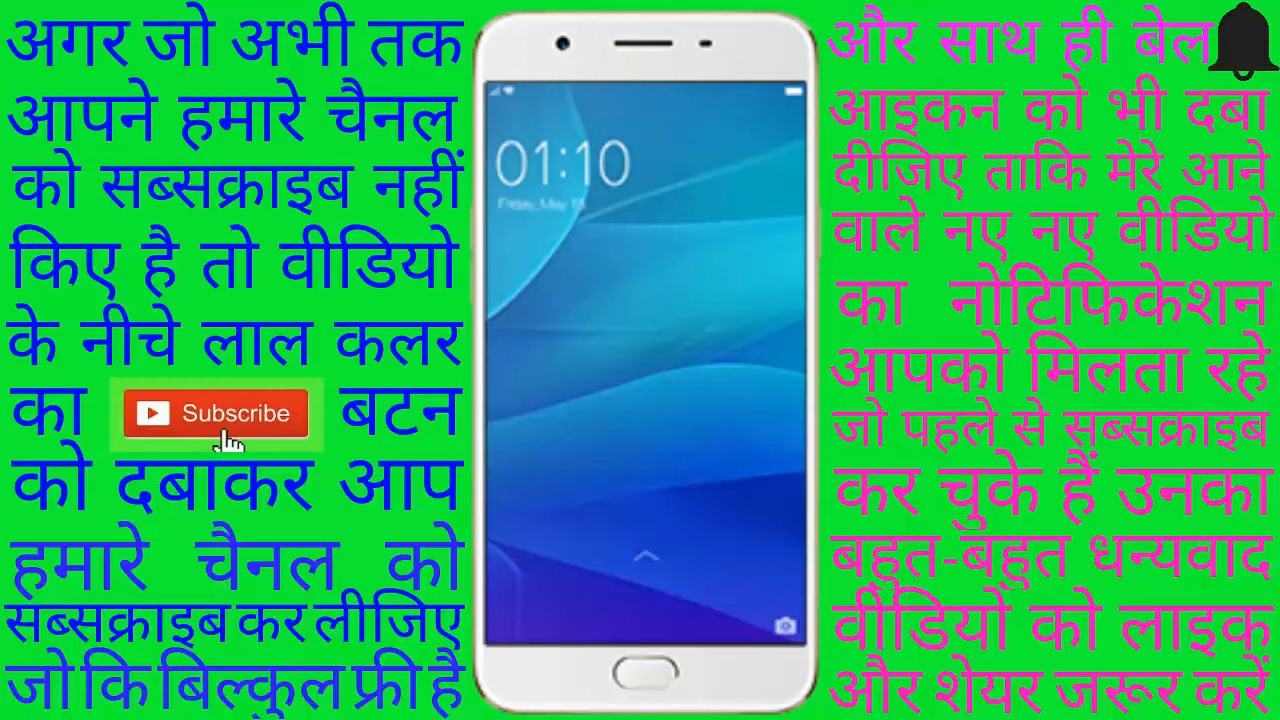 अगर जो अभी तक
आपने हमारे चैनल
को सब्सक्राइब नहीं
किए है तो वीडियो
के नीचे लाल कलर
का Subscribe बटन
को दबाकर आप
हमारे चैनल को
सब्सक्राइब कर लीजिए
जो कि बिल्कुल फ्री है
01:10
Friday, May
और साथ ही बेल
आइकन को भी दबा
दीजिए ताकि मेरे आने
वाले नए नए वीडियो
का नोटिफिकेशन
आपको मिलता रहे
जो पहले से सब्सक्राइब
कर चुके हैं उनका
बहुत-बहुत धन्यवाद
वीडियो को लाइक
और शेयर जरूर करें